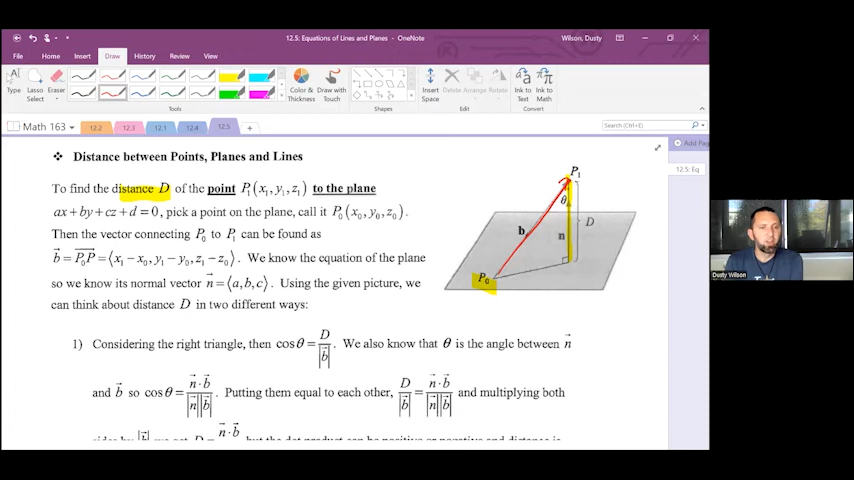 12.5: Equations of Lines and Planes - OneNote
Wilson, Dusty
File Home Insert Draw History Review View
Type
Lasso Select
Eraser
Color & Thickness
Draw with Touch
Insert Space
Delete Arrange Rotate
Ink to Text
Ink to Math
Tools
Shapes
Edit
Convert
Math 163
12.2 12.3 12.1 12.4 12.5 +
Search (Ctrl+E)
Add Pag
12.5: Eq
❖ Distance between Points, Planes and Lines
To find the distance D of the point P₁(x₁, y₁, z₁) to the plane
ax + by + cz + d = 0, pick a point on the plane, call it P₀(x₀, y₀, z₀).
Then the vector connecting P₀ to P₁ can be found as
b⃗ = P₀P⃗ = ⟨x₁ − x₀, y₁ − y₀, z₁ − z₀⟩. We know the equation of the plane
so we know its normal vector n⃗ = ⟨a, b, c⟩. Using the given picture, we
can think about distance D in two different ways:
P₁
θ
b
n
D
P₀
1) Considering the right triangle, then cos θ = D/|b⃗|. We also know that θ is the angle between n⃗
and b⃗ so cos θ = n⃗·b⃗/|n⃗||b⃗|. Putting them equal to each other, D/|b⃗| = n⃗·b⃗/|n⃗||b⃗| and multiplying both
Dusty Wilson